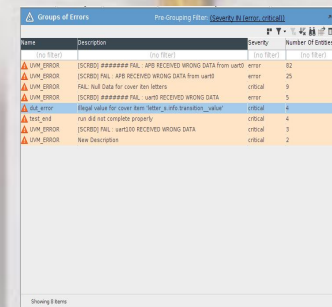 Groups of Errors Pre-Grouping Filter: (Severity IN [error, critical])
Name Description Severity Number Of Entities
(no filter) (no filter) (no filter) (no filter)
UVM_ERROR [SCRBD] ####### FAIL : APB RECEIVED WRONG DATA from uart0 error 82
UVM_ERROR [SCRBD] FAIL : APB RECEIVED WRONG DATA from uart0 error 25
UVM_ERROR FAIL: Null Data for cover iten letters critical 9
UVM_ERROR [SCRBD] ####### FAIL : uart0 RECEIVED WRONG DATA error 5
dut_error Illegal value for cover item 'letter_s.info.transition__value' critical 4
test_end run did not complete properly critical 4
UVM_ERROR [SCRBD] FAIL : uart100 RECEIVED WRONG DATA critical 3
UVM_ERROR New Description critical 2
Showing 8 items